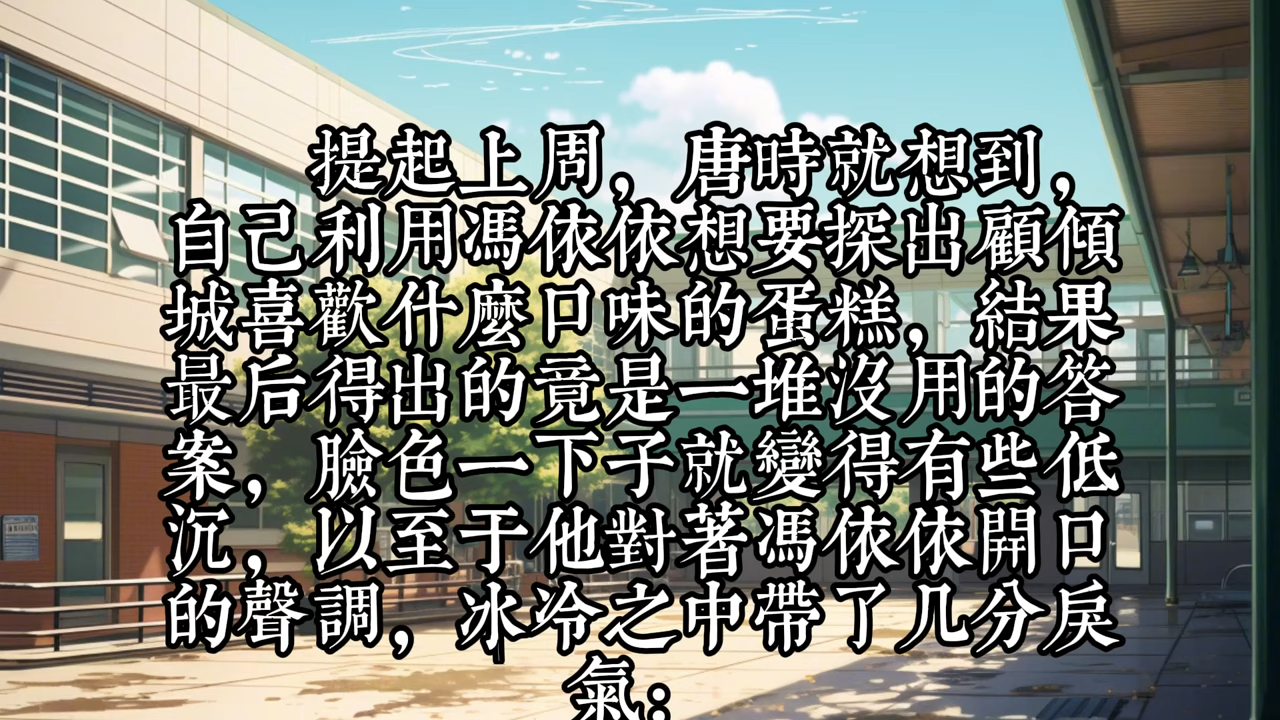 提起上周，唐時就想到，
自己利用馮依依想要探出顧傾
城喜歡什麼口味的蛋糕，結果
最后得出的竟是一堆沒用的答
案，臉色一下子就變得有些低
沉，以至于他對著馮依依開口
的聲調，冰冷之中帶了几分戾
氣：